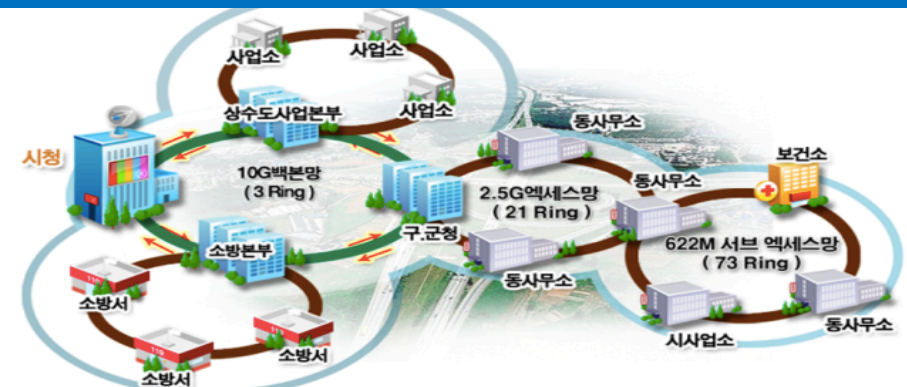 사업소
사업소
사업소
상수도사업본부
시청
10G백본망
(3 Ring)
동사무소
보건소
동사무소
2.5G엑세스망
(21 Ring)
구.군청
622M 서브 엑세스망
(73 Ring)
소방본부
동사무소
소방서
시사업소
동사무소
소방서
소방서
119